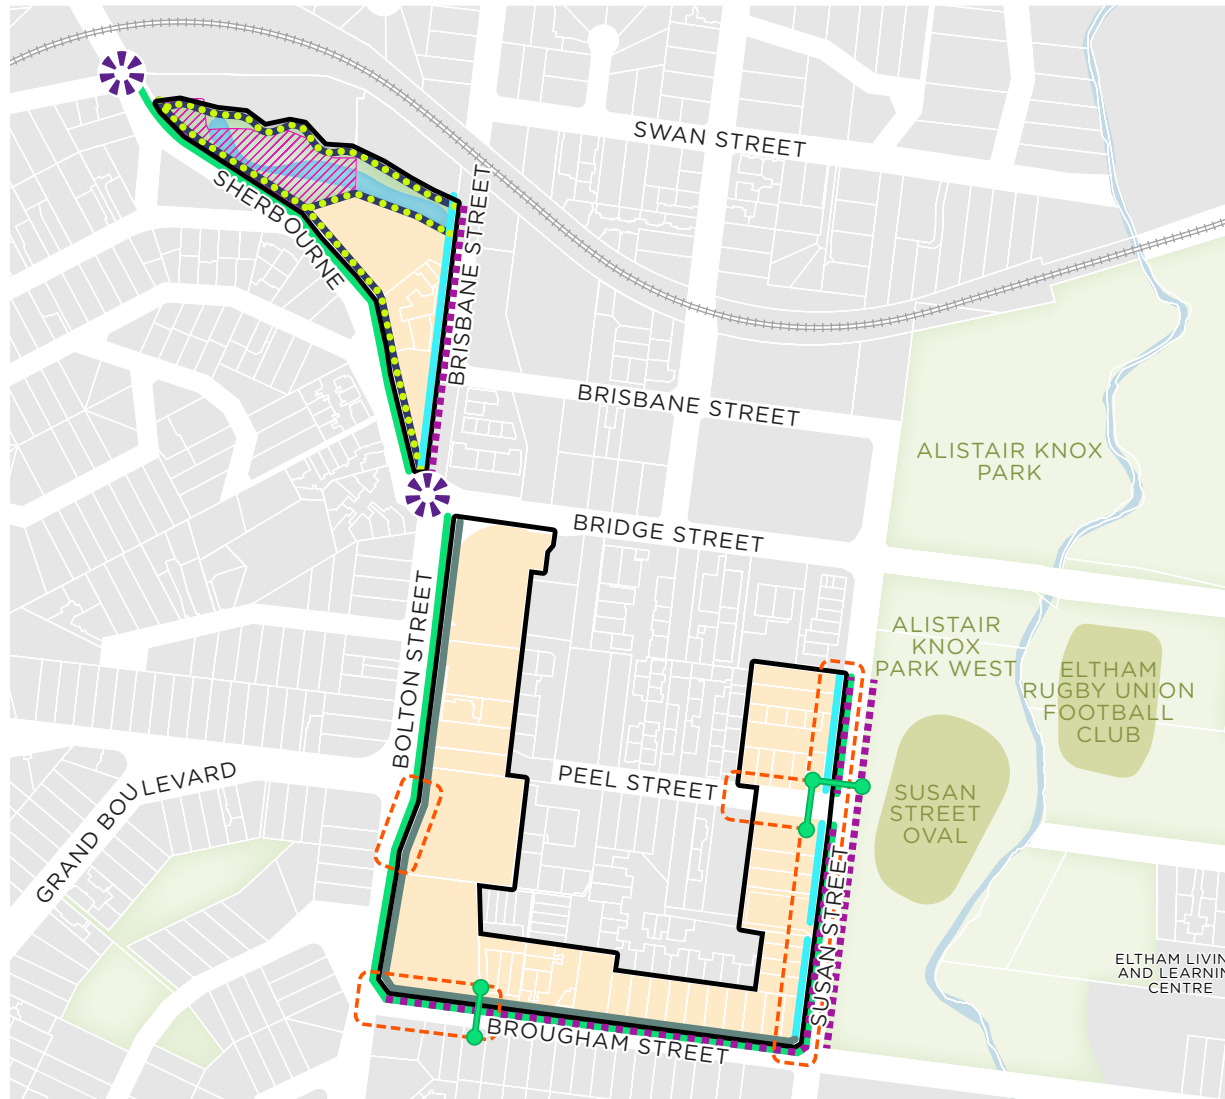 SWAN STREET
SHERBOURNE
BRISBANE STREET
BRISBANE STREET
ALISTAIR KNOX
PARK
BRIDGE STREET
BOLTON STREET
ALISTAIR
KNOX
PARK WEST
ELTHAM
RUGBY UNION
FOOTBALL
CLUB
PEEL STREET
GRAND BOULEVARD
SUSAN
STREET
OVAL
SUSAN STREET
ELTHAM LIVIN
AND LEARNIN
CENTRE
BROUGHAM STREET